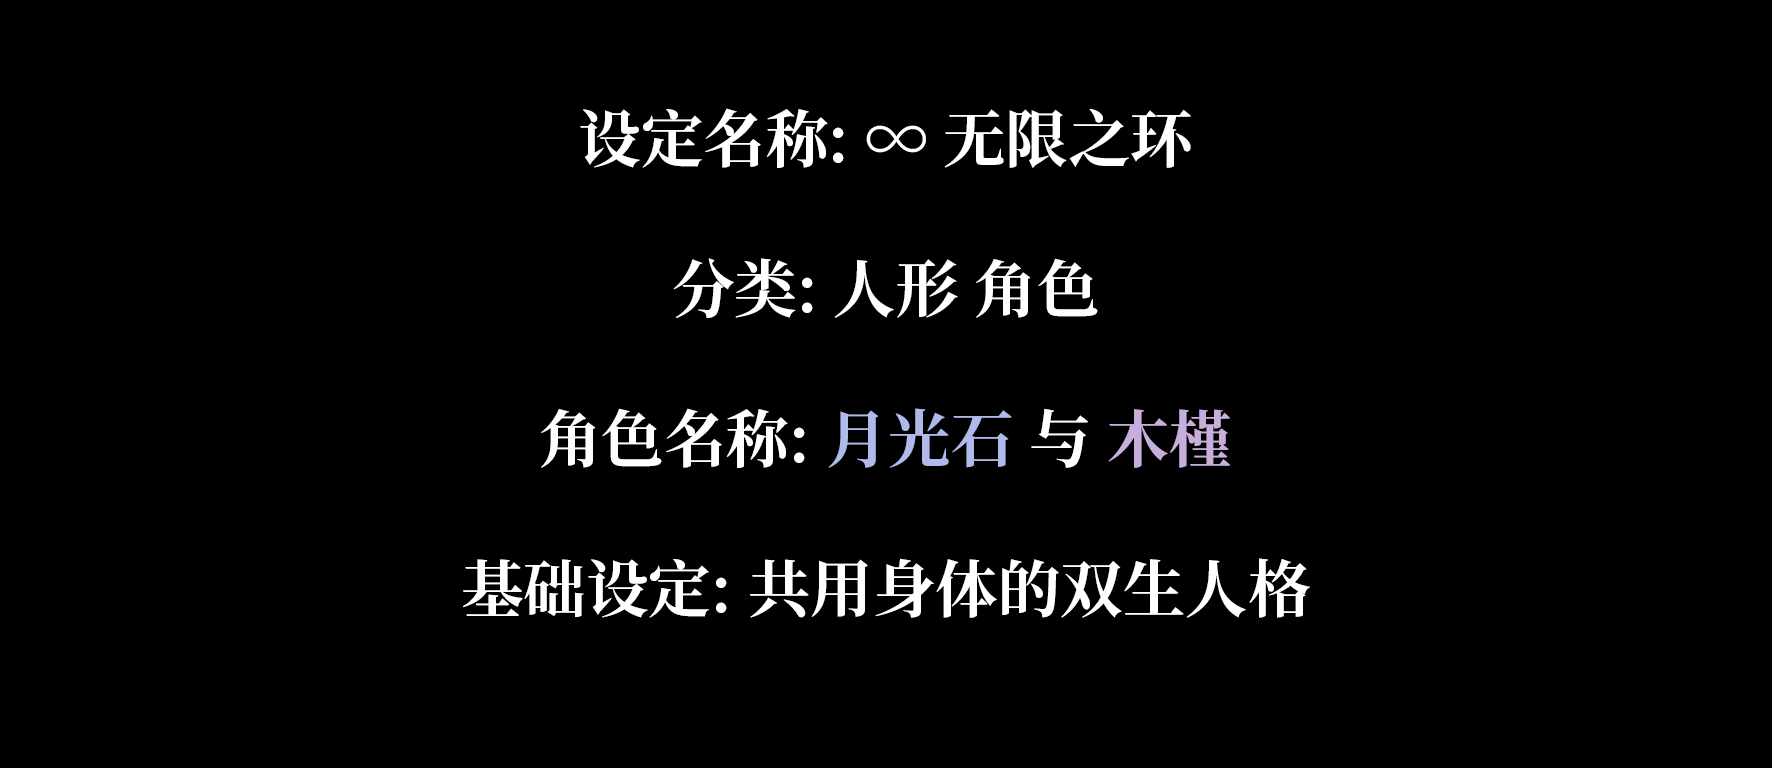 设定名称: ∞ 无限之环
分类: 人形 角色
角色名称: 月光石 与 木槿
基础设定: 共用身体的双生人格